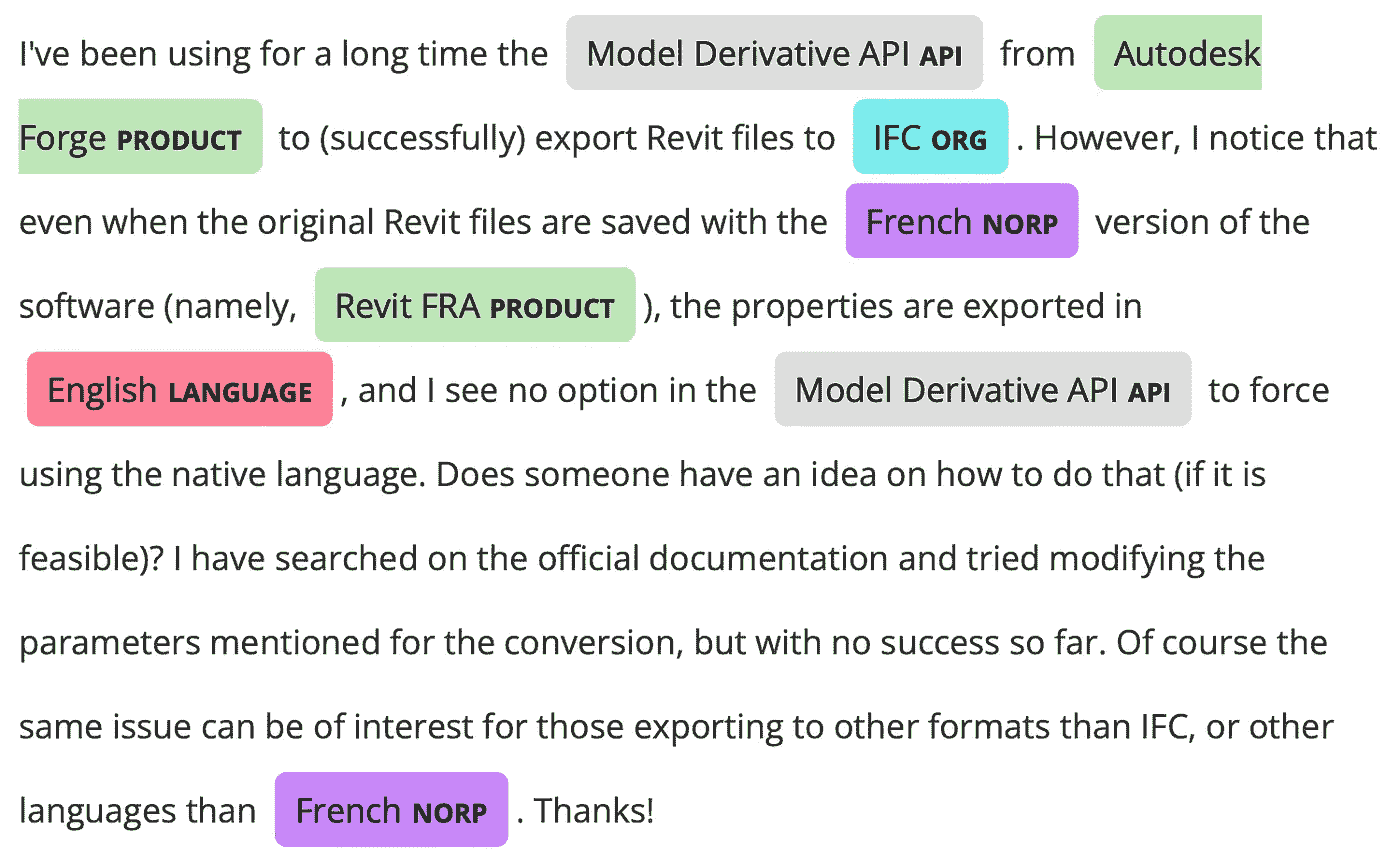 I've been using for a long time the Model Derivative API API from Autodesk
Forge PRODUCT to (successfully) export Revit files to IFC ORG . However, I notice that
even when the original Revit files are saved with the French NORP version of the
software (namely, Revit FRA PRODUCT ), the properties are exported in
English LANGUAGE , and I see no option in the Model Derivative API API to force
using the native language. Does someone have an idea on how to do that (if it is
feasible)? I have searched on the official documentation and tried modifying the
parameters mentioned for the conversion, but with no success so far. Of course the
same issue can be of interest for those exporting to other formats than IFC, or other
languages than French NORP . Thanks!